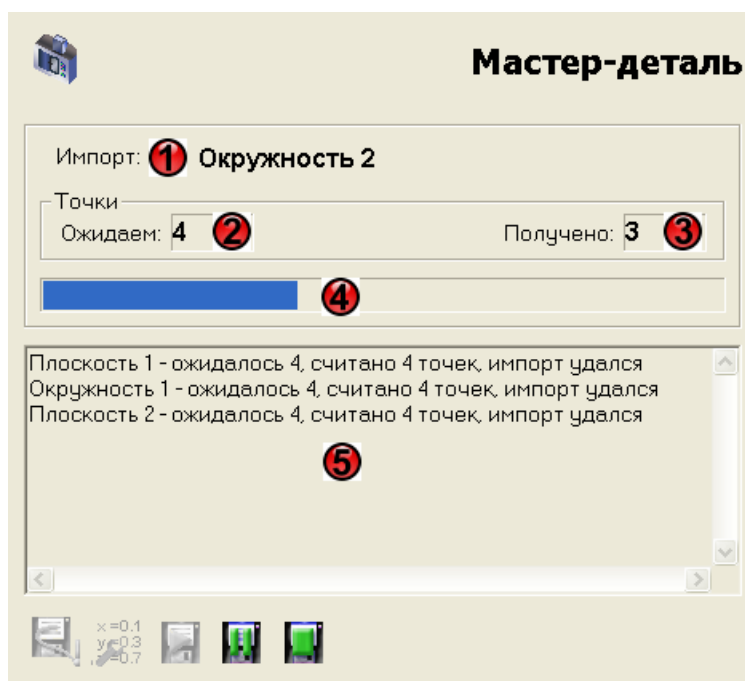 Мастер-деталь
Импорт: 1 Окружность 2
Точки
Ожидаем: 4 2 Получено: 3 3
4
Плоскость 1 - ожидалось 4, считано 4 точек, импорт удался
Окружность 1 - ожидалось 4, считано 4 точек, импорт удался
Плоскость 2 - ожидалось 4, считано 4 точек, импорт удался
5
x=0.1
y=0.3
=0.7